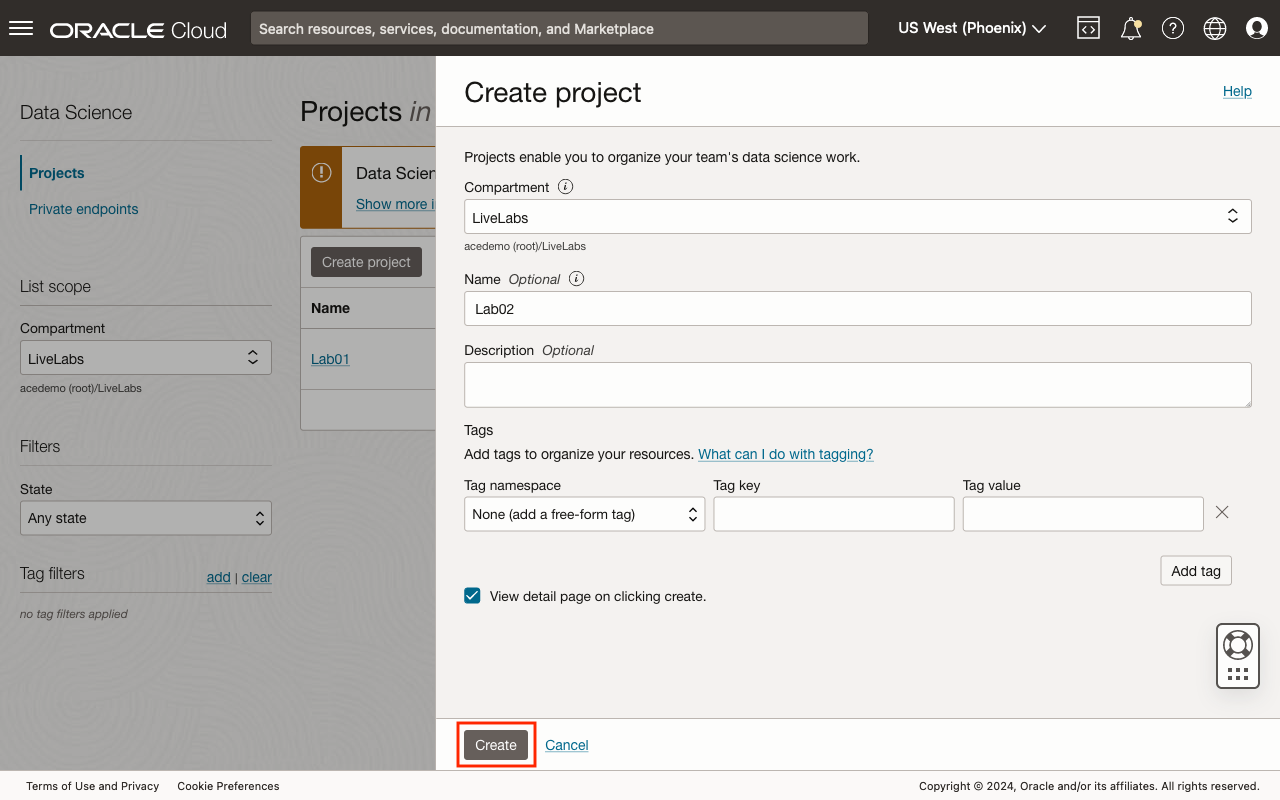 ORACLE Cloud
Search resources, services, documentation, and Marketplace
US West (Phoenix)
Data Science
Projects
Private endpoints
List scope
Compartment
LiveLabs
acedemo (root)/LiveLabs
Filters
State
Any state
Tag filters
add | clear
no tag filters applied
Projects in
Data Scien
Show more i
Create project
Name
Lab01
Create project
Help
Projects enable you to organize your team's data science work.
Compartment
LiveLabs
acedemo (root)/LiveLabs
Name Optional
Lab02
Description Optional
Tags
Add tags to organize your resources. What can I do with tagging?
Tag namespace Tag key Tag value
None (add a free-form tag)
Add tag
View detail page on clicking create.
Create Cancel
Terms of Use and Privacy Cookie Preferences
Copyright © 2024, Oracle and/or its affiliates. All rights reserved.